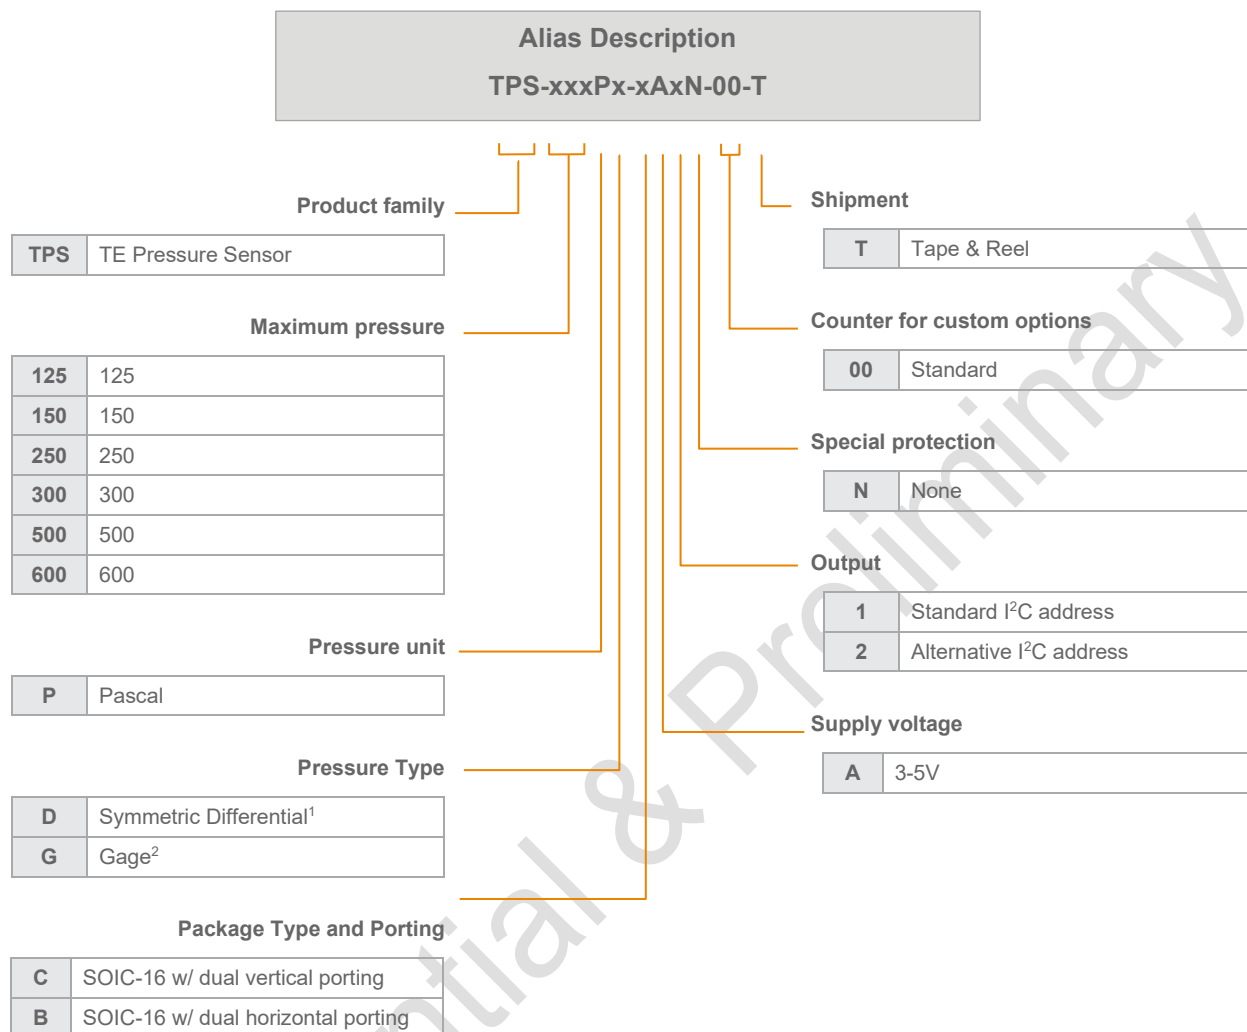 Alias Description
TPS-xxxPx-xAxN-00-T
Product family
TPS TE Pressure Sensor
Maximum pressure
125 125
150 150
250 250
300 300
500 500
600 600
Pressure unit
P Pascal
Pressure Type
D Symmetric Differential¹
G Gage²
Package Type and Porting
C SOIC-16 w/ dual vertical porting
B SOIC-16 w/ dual horizontal porting
Shipment
T Tape & Reel
Counter for custom options
00 Standard
Special protection
N None
Output
1 Standard I²C address
2 Alternative I²C address
Supply voltage
A 3-5V
ntial & Proliminary